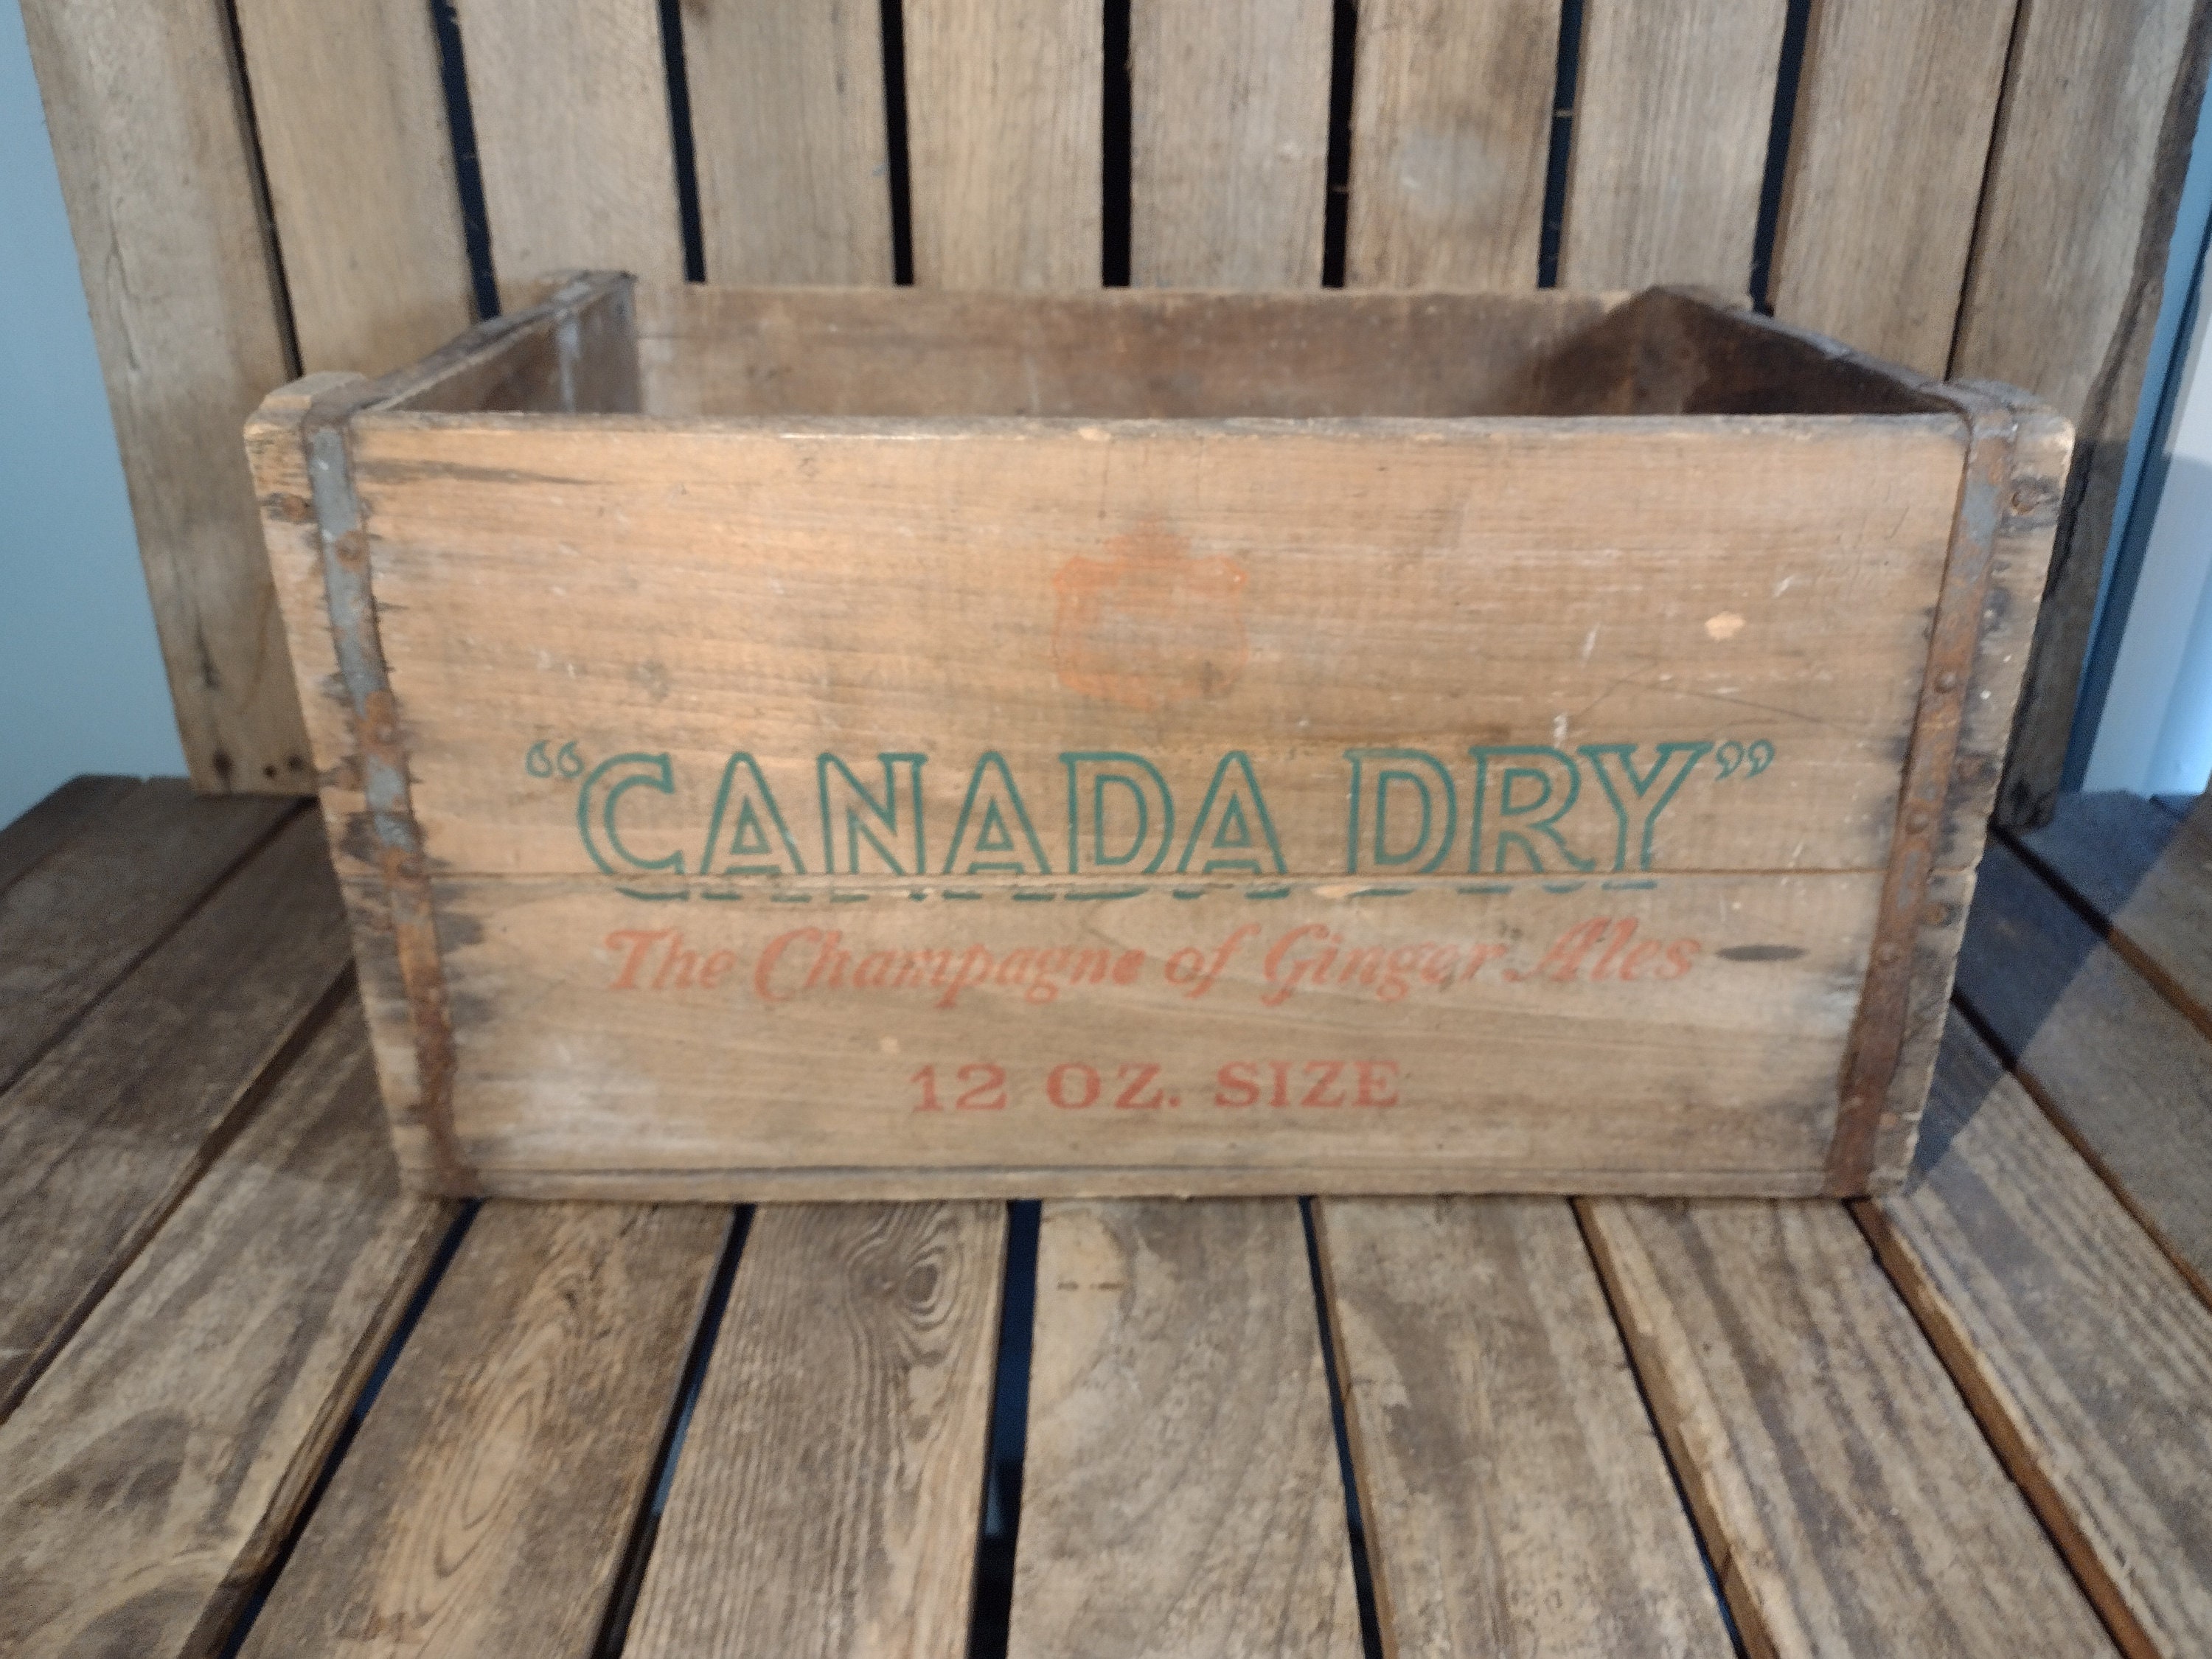 “CANADA DRY”
The Champagne of Ginger Ales
12 OZ. SIZE